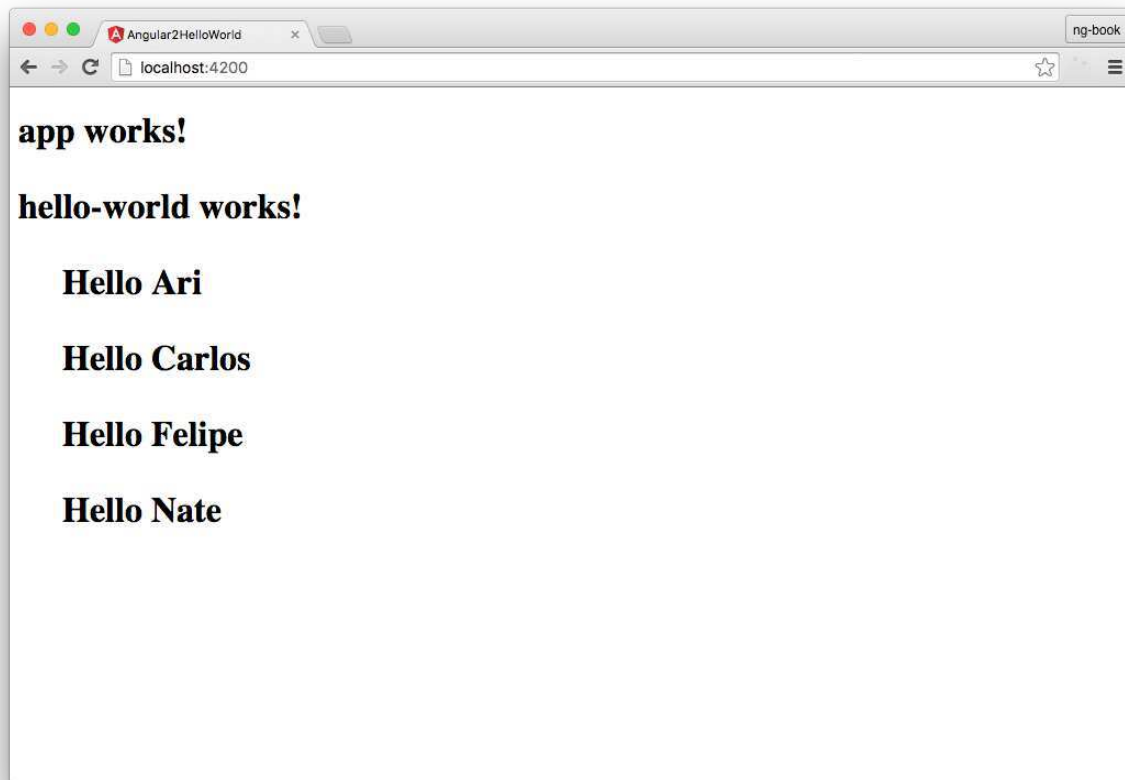 Angular2HelloWorld
ng-book
localhost:4200
app works!
hello-world works!
Hello Ari
Hello Carlos
Hello Felipe
Hello Nate